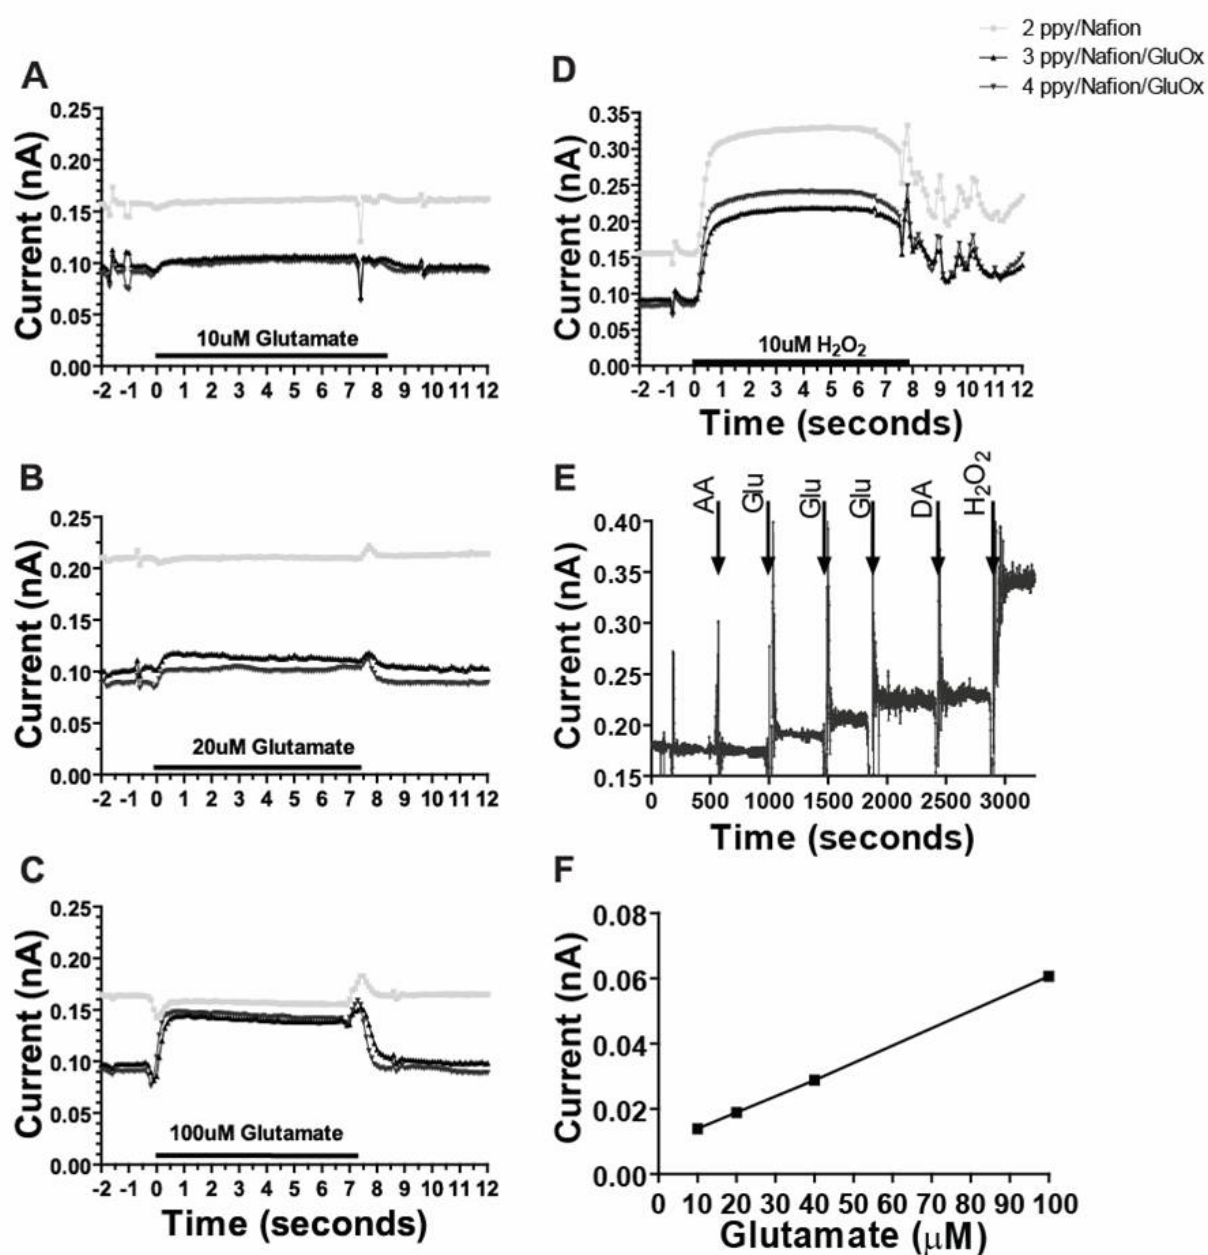 2 ppy/Nafion
3 ppy/Nafion/GluOx
4 ppy/Nafion/GluOx
A
Current (nA)
0.25
0.20
0.15
0.10
0.05
0.00
10uM Glutamate
-2 -1 0 1 2 3 4 5 6 7 8 9 10 11 12
D
Current (nA)
0.35
0.30
0.25
0.20
0.15
0.10
0.05
0.00
10uM H₂O₂
-2 -1 0 1 2 3 4 5 6 7 8 9 10 11 12
Time (seconds)
B
Current (nA)
0.25
0.20
0.15
0.10
0.05
0.00
20uM Glutamate
-2 -1 0 1 2 3 4 5 6 7 8 9 10 11 12
E
AA
Glu
Glu
Glu
DA
H₂O₂
Current (nA)
0.40
0.35
0.30
0.25
0.20
0.15
0 500 1000 1500 2000 2500 3000
Time (seconds)
C
Current (nA)
0.25
0.20
0.15
0.10
0.05
0.00
100uM Glutamate
-2 -1 0 1 2 3 4 5 6 7 8 9 10 11 12
Time (seconds)
F
Current (nA)
0.08
0.06
0.04
0.02
0.00
0 10 20 30 40 50 60 70 80 90 100
Glutamate (μM)